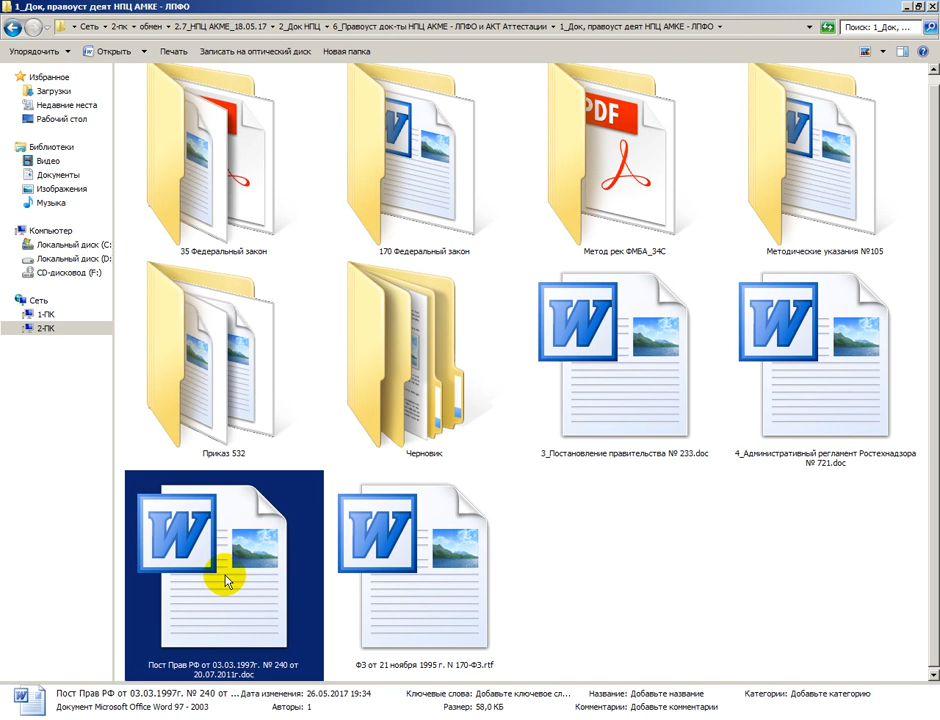 1_Док, правоуст деят НПЦ АМКЕ - ЛПФО
Сеть
2-пк
обмен
2.7_НПЦ АКМЕ_18.05.17
2_Док НПЦ
6_Правоуст док-ты НПЦ АКМЕ - ЛПФО и АКТ Аттестации
1_Док, правоуст деят НПЦ АМКЕ - ЛПФО
Поиск: 1_Док, ...
Упорядочить
Открыть
Печать
Записать на оптический диск
Новая папка
Избранное
Загрузки
Недавние места
Рабочий стол
Библиотеки
Видео
Документы
Изображения
Музыка
Компьютер
Локальный диск (C:
Локальный диск (D:
CD-дисковод (F:)
Сеть
1-ПК
2-ПК
PDF
35 Федеральный закон
170 Федеральный закон
Метод рек ФМБА_34С
Методические указания №105
Приказ 532
Черновик
3_Постановление правительства № 233.doc
4_Административный регламент Ростехнадзора
№ 721.doc
Пост Прав РФ от 03.03.1997г. № 240 от
20.07.2011г.doc
ФЗ от 21 ноября 1995 г. N 170-ФЗ.rtf
Пост Прав РФ от 03.03.1997г. № 240 от ...
Дата изменения: 26.05.2017 19:34
Ключевые слова: Добавьте ключевое сл...
Название: Добавьте название
Категории: Добавьте категорию
Документ Microsoft Office Word 97 - 2003
Авторы: 1
Размер: 58,0 КБ
Комментарии: Добавьте комментарии